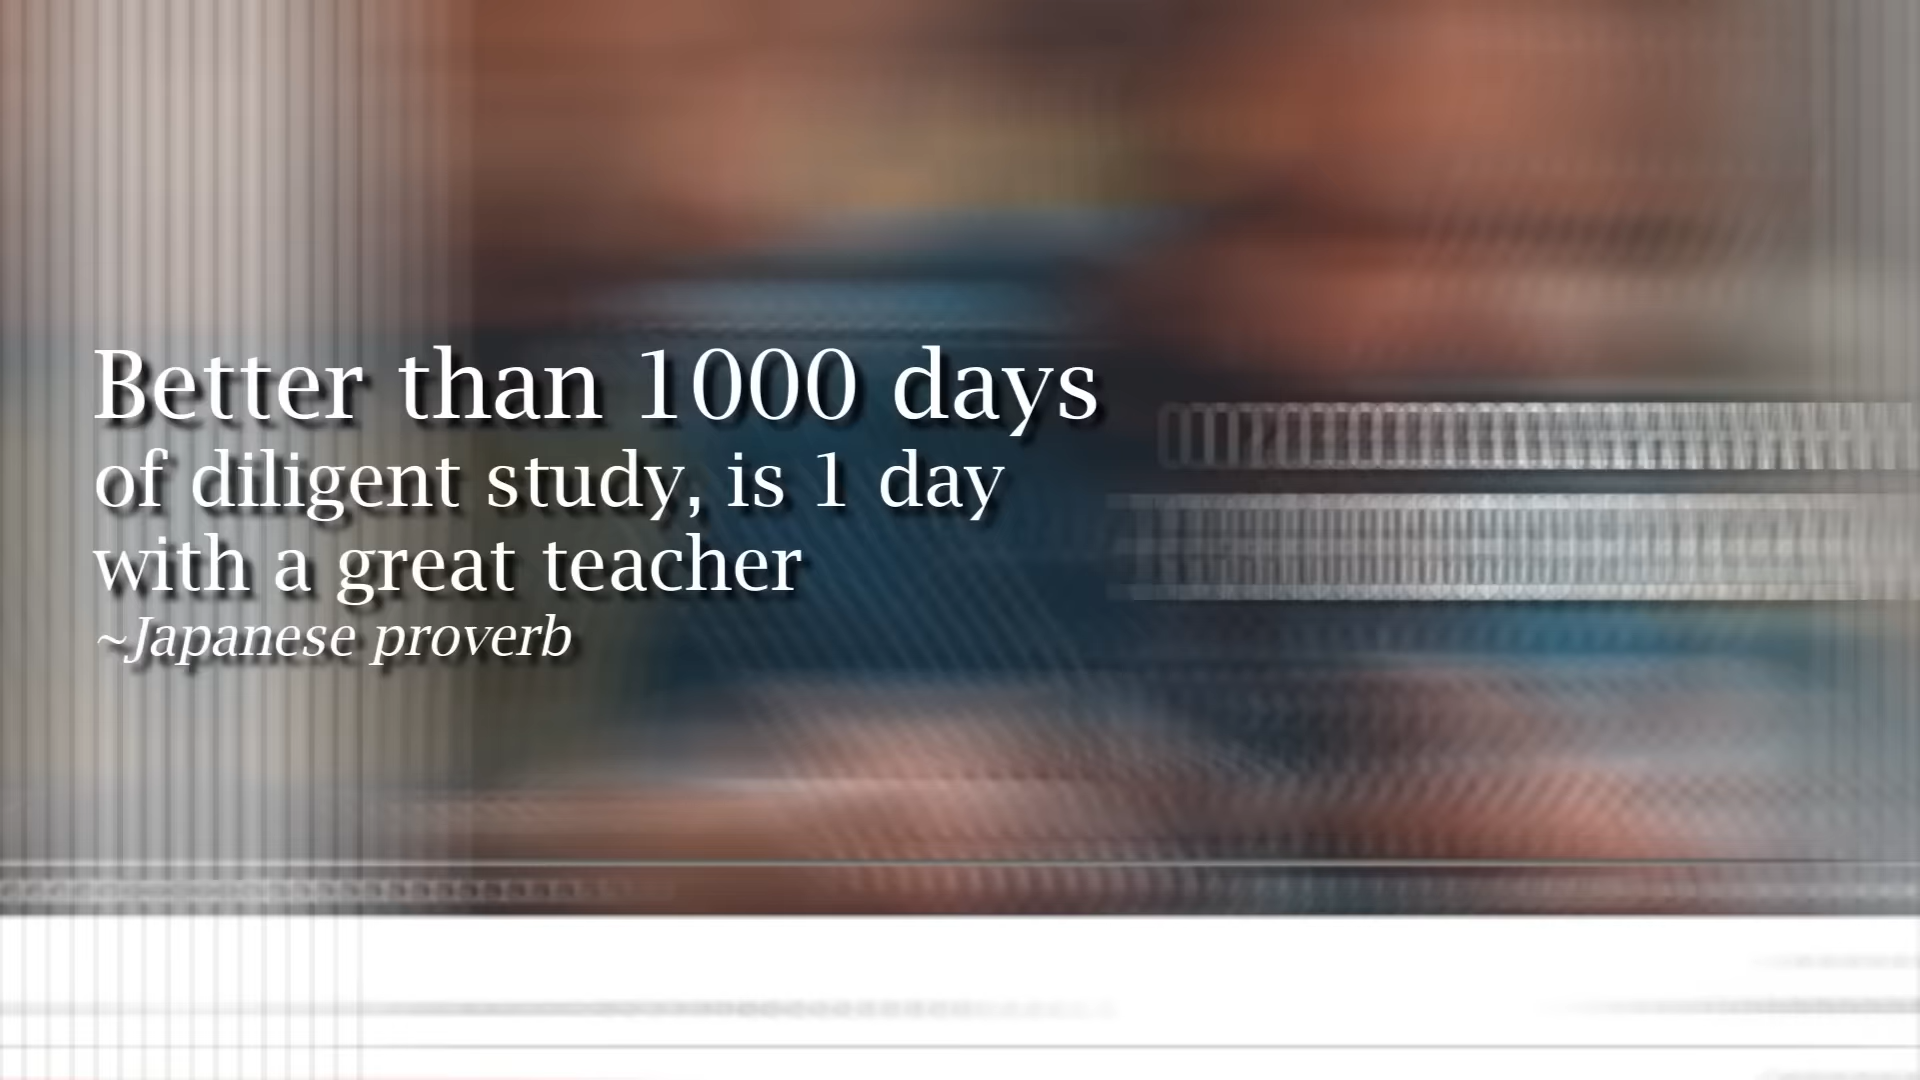 Better than 1000 days
of diligent study, is 1 day
with a great teacher
~Japanese proverb